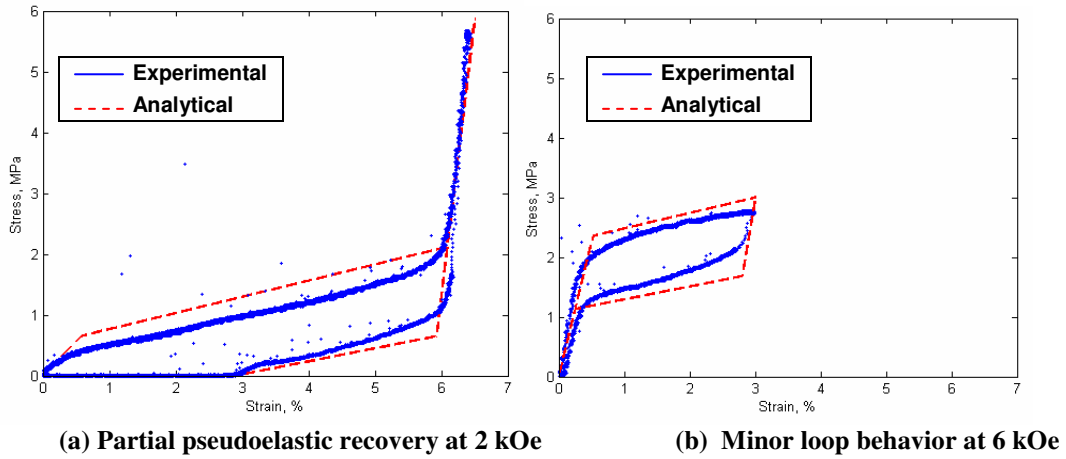 6
5
4
3
2
1
0
Stress, MPa
Experimental
Analytical
0 1 2 3 4 5 6 7
Strain, %
6
5
4
3
2
1
0
Stress, MPa
Experimental
Analytical
0 1 2 3 4 5 6 7
Strain, %
(a) Partial pseudoelastic recovery at 2 kOe
(b) Minor loop behavior at 6 kOe